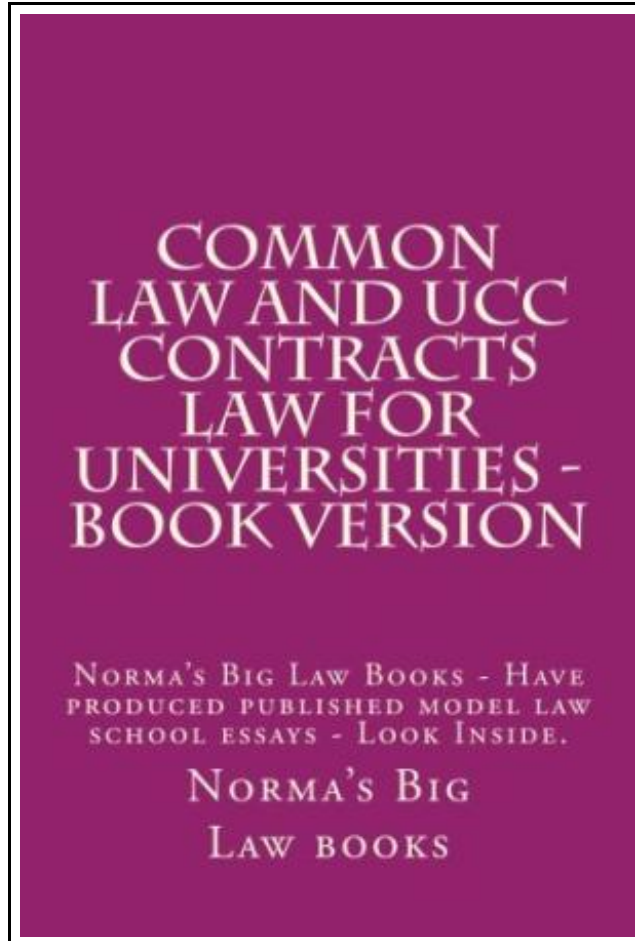 COMMON
LAW AND UCC
CONTRACTS
LAW FOR
UNIVERSITIES -
BOOK VERSION
Norma's Big Law Books - Have
produced published model law
school essays - Look Inside.
Norma's Big
Law books